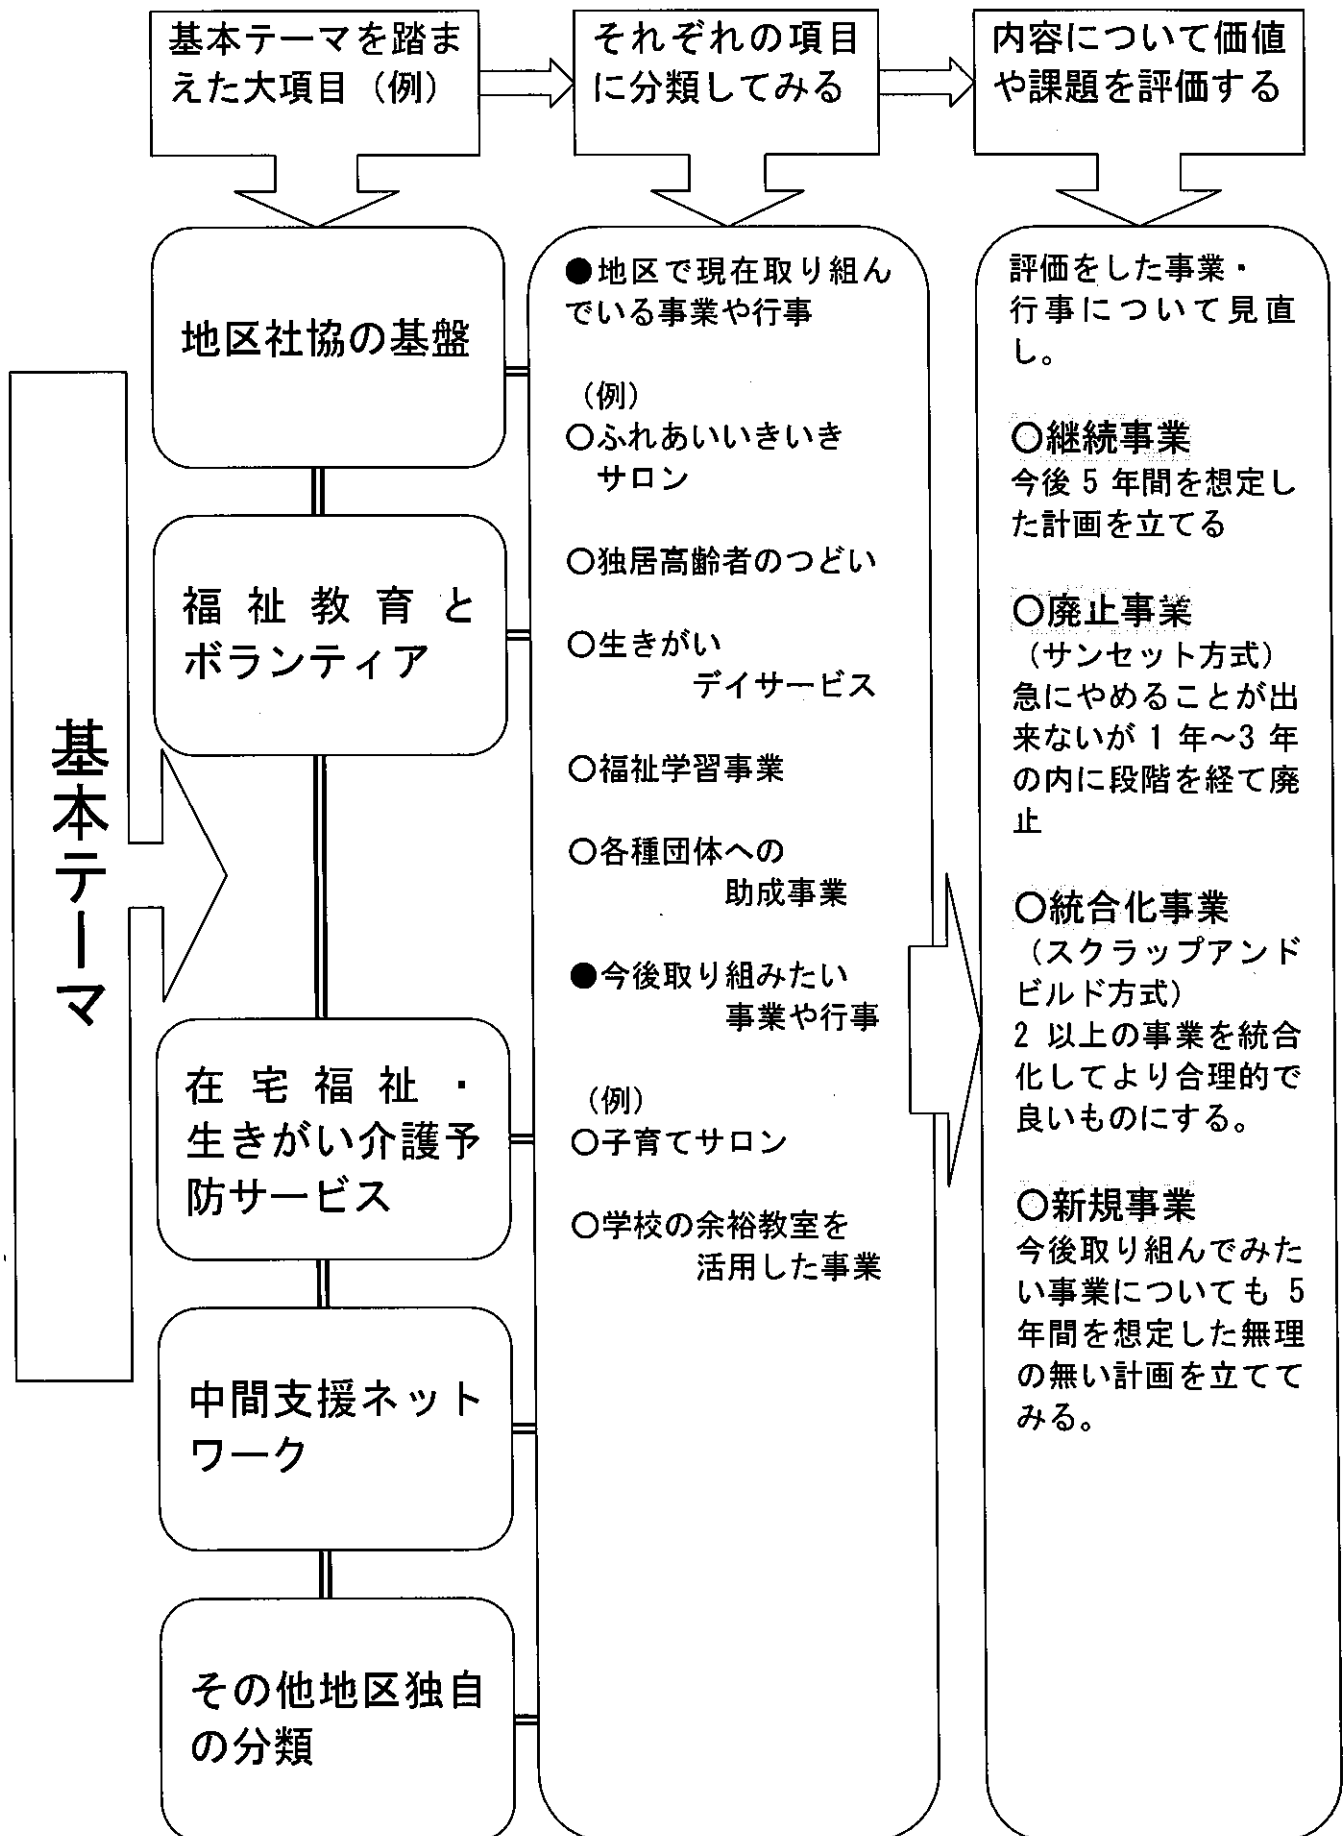 基本テーマを踏ま
えた大項目（例）
それぞれの項目
に分類してみる
内容について価値
や課題を評価する
基本テーマ
地区社協の基盤
福祉教育と
ボランティア
在宅福祉・
生きがい介護予
防サービス
中間支援ネット
ワーク
その他地区独自
の分類
●地区で現在取り組ん
でいる事業や行事
（例）
○ふれあいいきいき
サロン
○独居高齢者のつどい
○生きがい
デイサービス
○福祉学習事業
○各種団体への
助成事業
●今後取り組みたい
事業や行事
（例）
○子育てサロン
○学校の余裕教室を
活用した事業
評価をした事業・
行事について見直
し。
○継続事業
今後 5 年間を想定し
た計画を立てる
○廃止事業
（サンセット方式）
急にやめることが出
来ないが 1 年～3 年
の内に段階を経て廃
止
○統合化事業
（スクラップアンド
ビルド方式）
2 以上の事業を統合
化してより合理的で
良いものにする。
○新規事業
今後取り組んでみた
い事業についても 5
年間を想定した無理
の無い計画を立てて
みる。